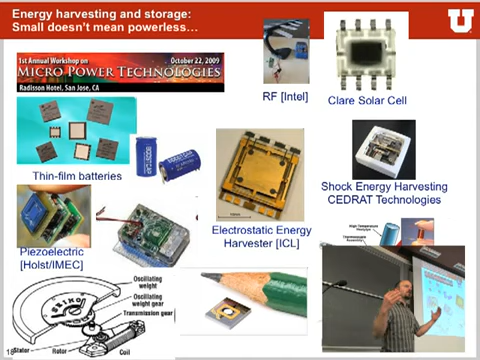 Energy harvesting and storage:
Small doesn't mean powerless…
U
1st Annual Workshop on
October 22, 2009
MICRO POWER TECHNOLOGIES
Radisson Hotel, San Jose, CA
RF [Intel]
Clare Solar Cell
Thin-film batteries
Electrostatic Energy
Harvester [ICL]
Shock Energy Harvesting
CEDRAT Technologies
Piezoelectric
[Holst/IMEC]
Oscillating
weight
Oscillating
weight gear
Transmission gear
SEIKO
Stator
Rotor
Coil